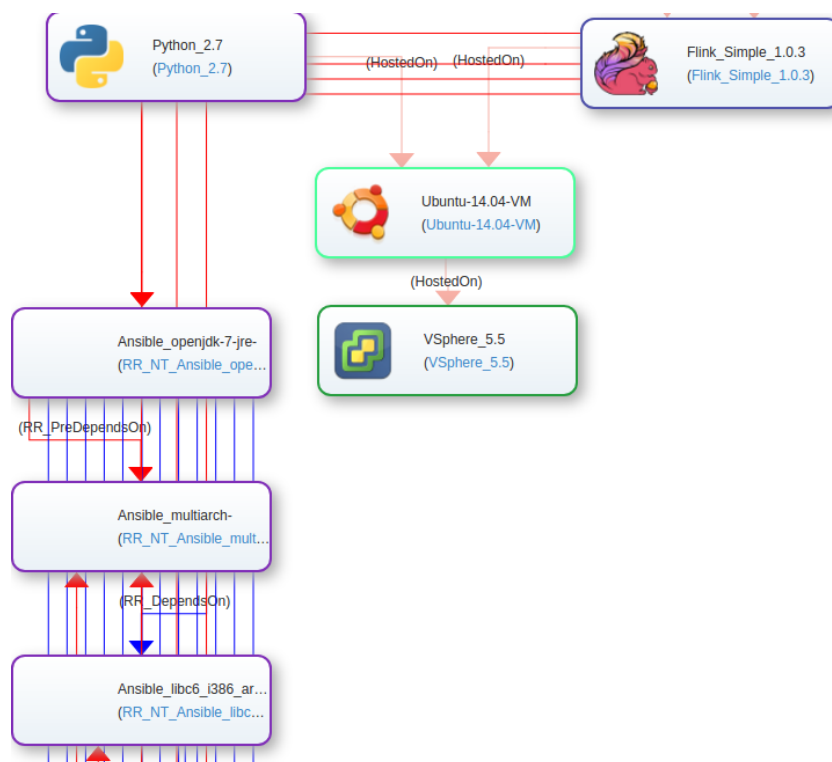 Python_2.7
(Python_2.7)
(HostedOn)
(HostedOn)
Flink_Simple_1.0.3
(Flink_Simple_1.0.3)
Ubuntu-14.04-VM
(Ubuntu-14.04-VM)
(HostedOn)
VSphere_5.5
(VSphere_5.5)
Ansible_openjdk-7-jre-
(RR_NT_Ansible_ope...
(RR_PreDependsOn)
Ansible_multiarch-
(RR_NT_Ansible_mult...
(RR_DependsOn)
Ansible_libc6_i386_ar...
(RR_NT_Ansible_libc...